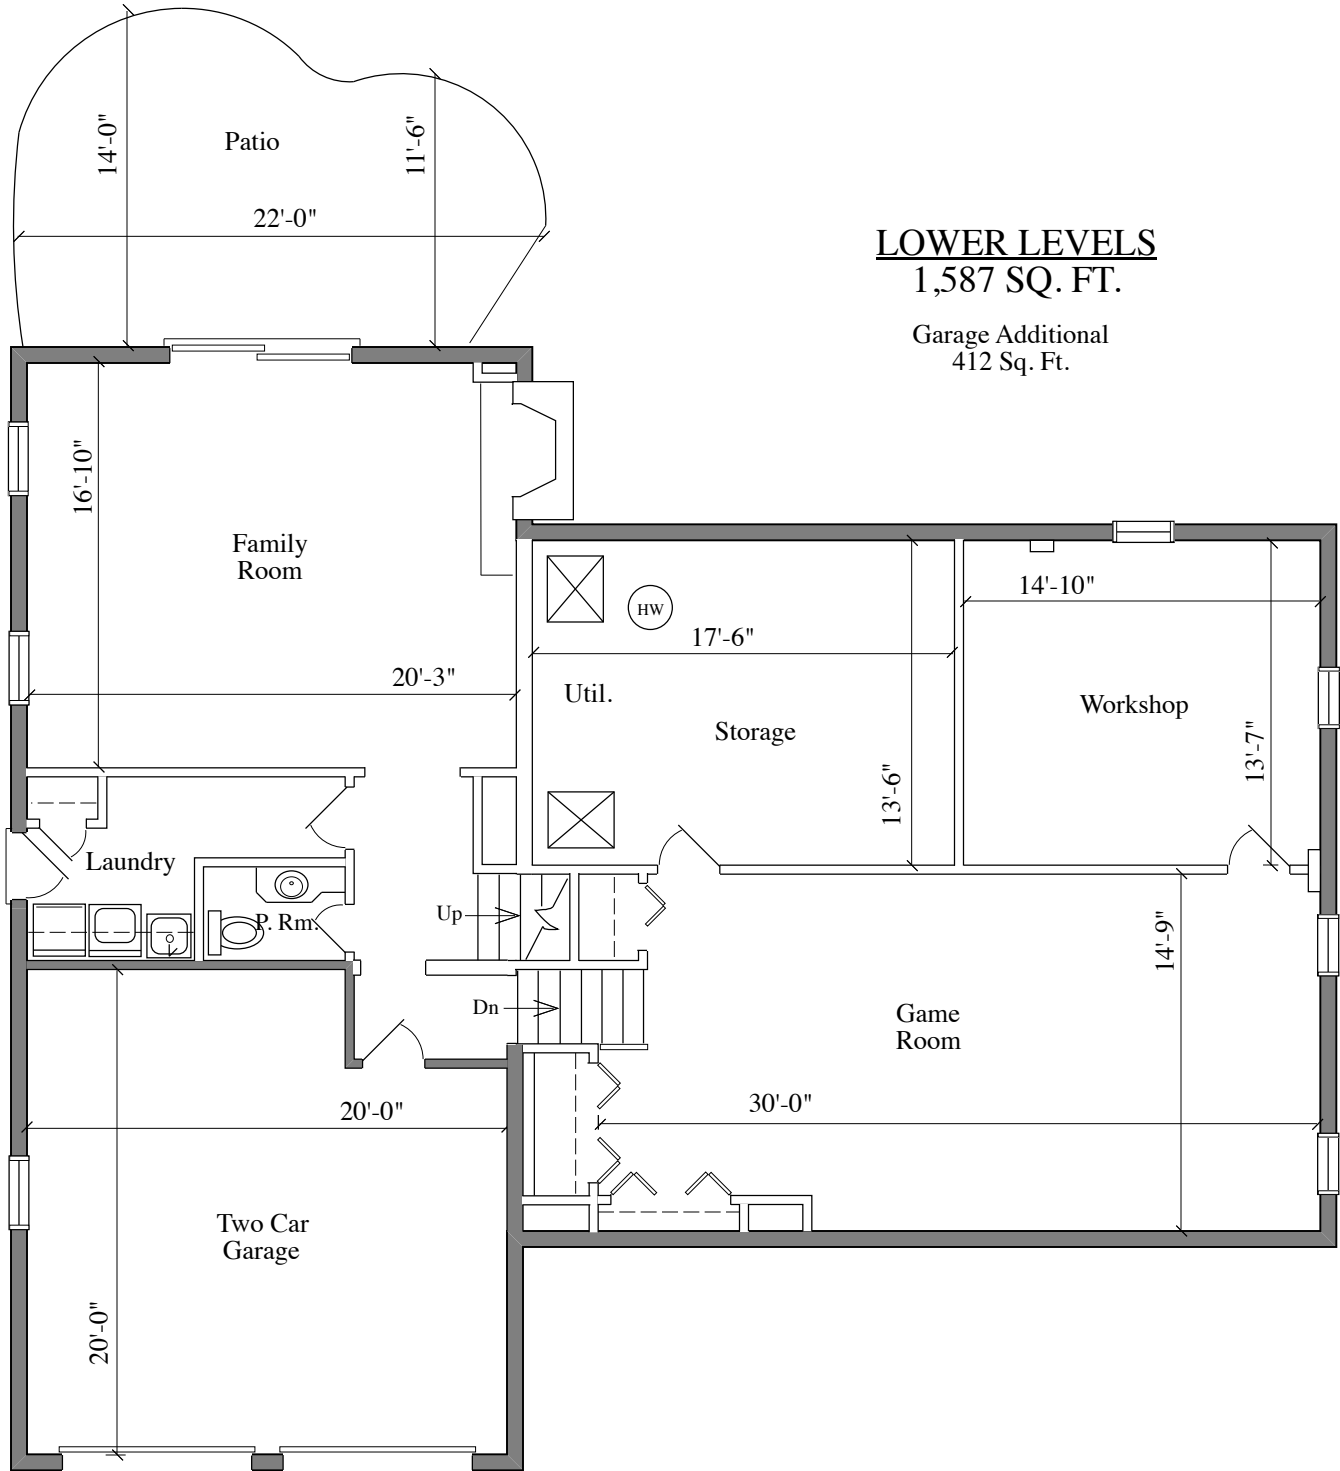 14'-0"
Patio
11'-6"
22'-0"
LOWER LEVELS
1,587 SQ. FT.
Garage Additional
412 Sq. Ft.
16'-10"
Family
Room
20'-3"
HW
17'-6"
Util.
Storage
13'-6"
14'-10"
Workshop
13'-7"
Laundry
P. Rm.
Up
Dn
14'-9"
Game
Room
30'-0"
20'-0"
Two Car
Garage
20'-0"